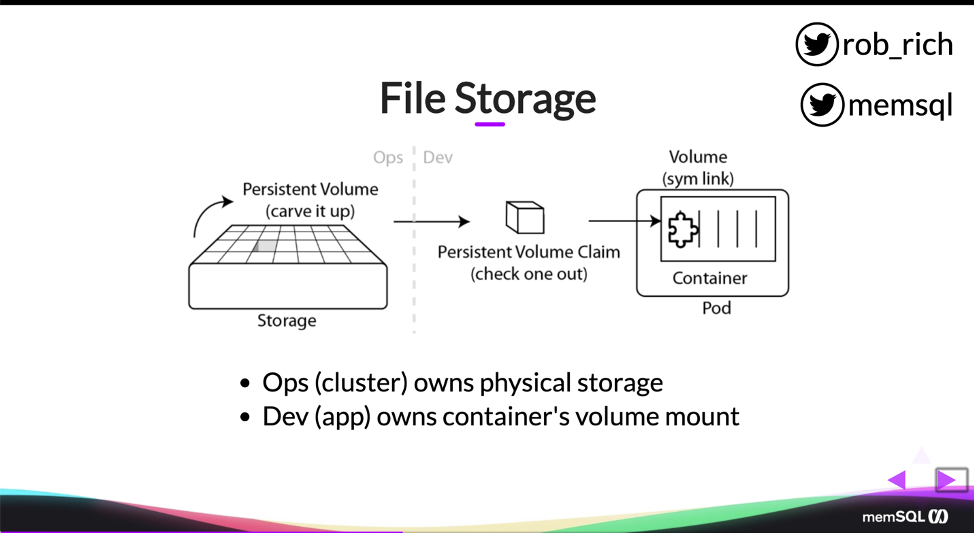 rob_rich
memsql
File Storage
Ops
Dev
Persistent Volume
(carve it up)
Storage
Persistent Volume Claim
(check one out)
Volume
(sym link)
Container
Pod
• Ops (cluster) owns physical storage
• Dev (app) owns container's volume mount
memSQL